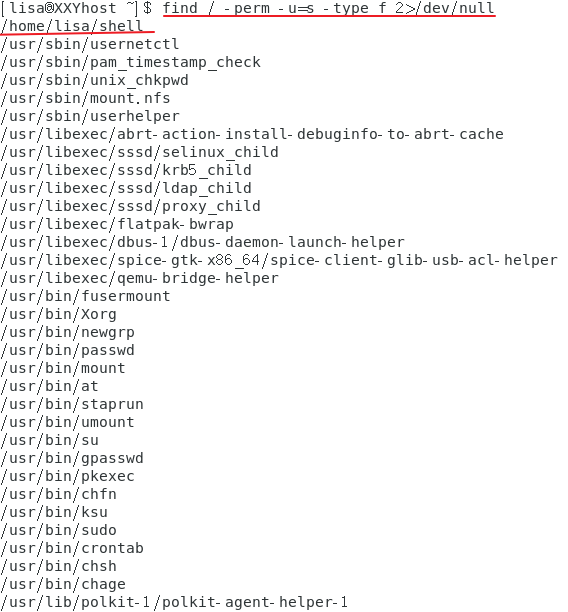 [lisa@XXYhost ~]$ find / -perm -u=s -type f 2>/dev/null
/home/lisa/shell
/usr/sbin/usernetctl
/usr/sbin/pam_timestamp_check
/usr/sbin/unix_chkpwd
/usr/sbin/mount.nfs
/usr/sbin/userhelper
/usr/libexec/abrt-action-install-debuginfo-to-abrt-cache
/usr/libexec/sssd/selinux_child
/usr/libexec/sssd/krb5_child
/usr/libexec/sssd/ldap_child
/usr/libexec/sssd/proxy_child
/usr/libexec/flatpak-bwrap
/usr/libexec/dbus-1/dbus-daemon-launch-helper
/usr/libexec/spice-gtk-x86_64/spice-client-glib-usb-acl-helper
/usr/libexec/qemu-bridge-helper
/usr/bin/fusermount
/usr/bin/Xorg
/usr/bin/newgrp
/usr/bin/passwd
/usr/bin/mount
/usr/bin/at
/usr/bin/staprun
/usr/bin/umount
/usr/bin/su
/usr/bin/gpasswd
/usr/bin/pkexec
/usr/bin/chfn
/usr/bin/ksu
/usr/bin/sudo
/usr/bin/crontab
/usr/bin/chsh
/usr/bin/chage
/usr/lib/polkit-1/polkit-agent-helper-1